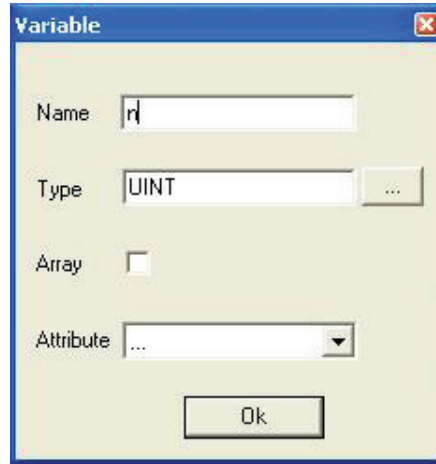 Variable
Name n
Type UINT ...
Array
Attribute ...
Ok